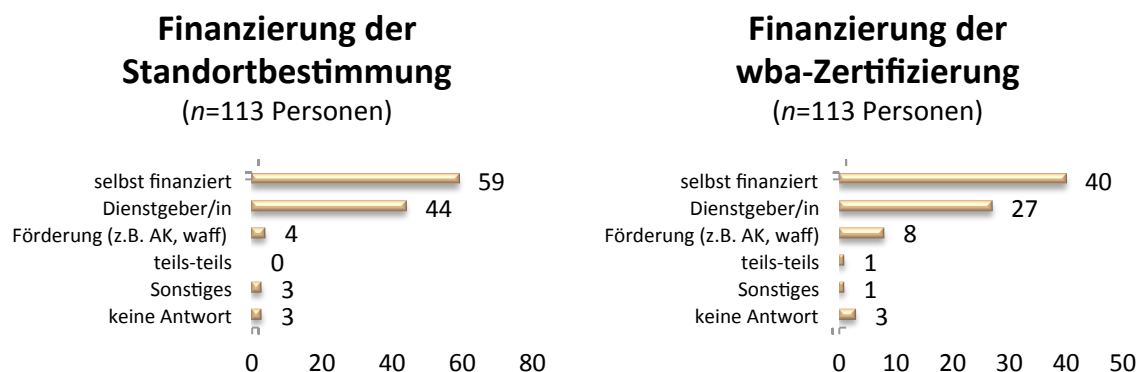 Finanzierung der
Standortbestimmung
(n=113 Personen)
selbst finanziert 59
Dienstgeber/in 44
Förderung (z.B. AK, waff) 4
teils-teils 0
Sonstiges 3
keine Antwort 3
0 20 40 60 80
Finanzierung der
wba-Zertifizierung
(n=113 Personen)
selbst finanziert 40
Dienstgeber/in 27
Förderung (z.B. AK, waff) 8
teils-teils 1
Sonstiges 1
keine Antwort 3
0 10 20 30 40 50